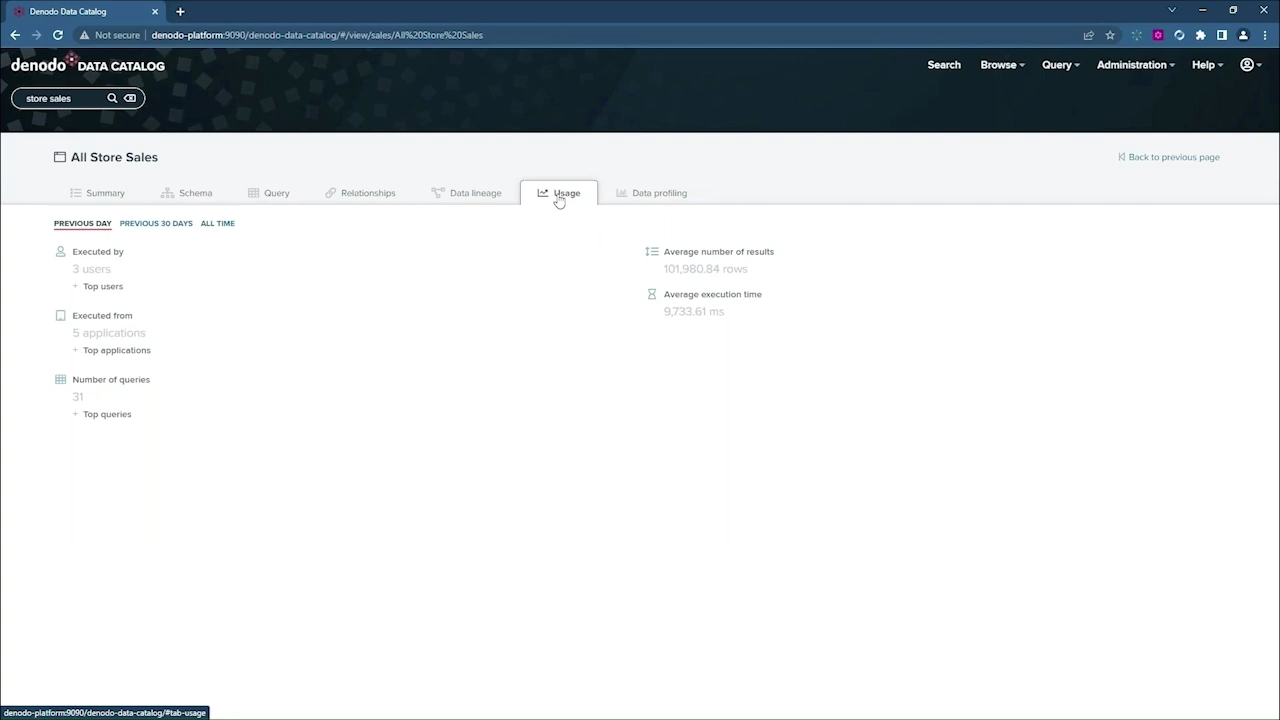 Denodo Data Catalog
Not secure denodo-platform:9090/denodo-data-catalog/#/view/sales/All%20Store%20Sales
denodo DATA CATALOG
Search Browse Query Administration Help
store sales
All Store Sales
Back to previous page
Summary Schema Query Relationships Data lineage Usage Data profiling
PREVIOUS DAY PREVIOUS 30 DAYS ALL TIME
Executed by
3 users
+ Top users
Executed from
5 applications
+ Top applications
Number of queries
31
+ Top queries
Average number of results
101,980.84 rows
Average execution time
9,733.61 ms
denodo-platform:9090/denodo-data-catalog/#tab-usage